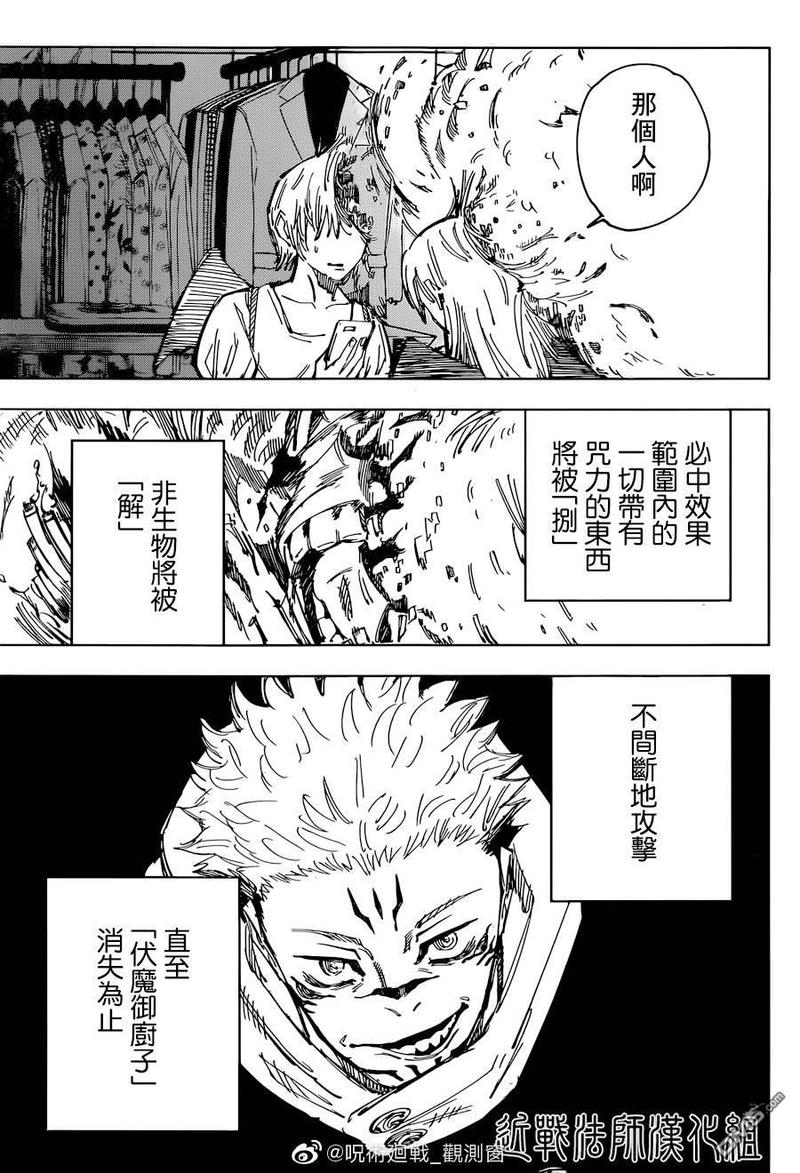 那個人啊
必中效果
範圍內的
一切帶有
咒力的東西
將被「捌」
非生物將被
「解」
不間斷地攻擊
直至
「伏魔御廚子」
消失為止
@呪術廻戰_觀測窗
近戰法師漢化組